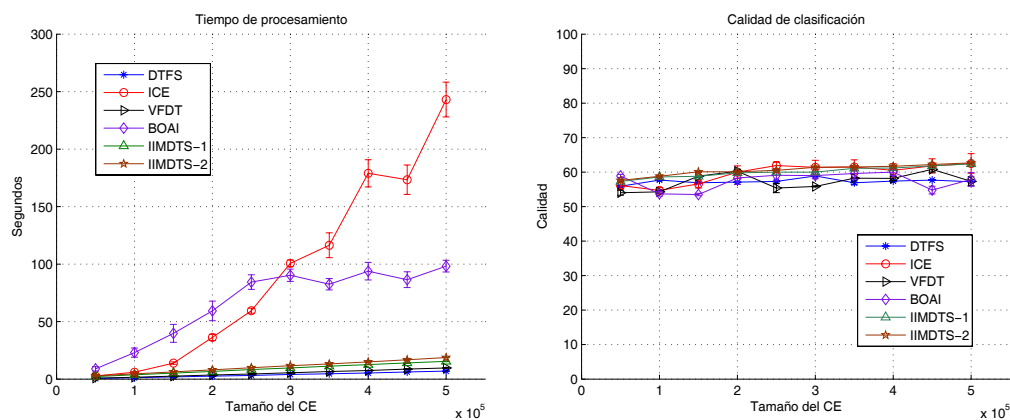 Tiempo de procesamiento
300
250
200
150
100
50
0
Segundos
DTFS
ICE
VFDT
BOAI
IIMDTS−1
IIMDTS−2
0
1
2
3
4
5
Tamaño del CE
x 10^5
Calidad de clasificación
100
90
80
70
60
50
40
30
20
10
0
Calidad
DTFS
ICE
VFDT
BOAI
IIMDTS−1
IIMDTS−2
0
1
2
3
4
5
Tamaño del CE
x 10^5